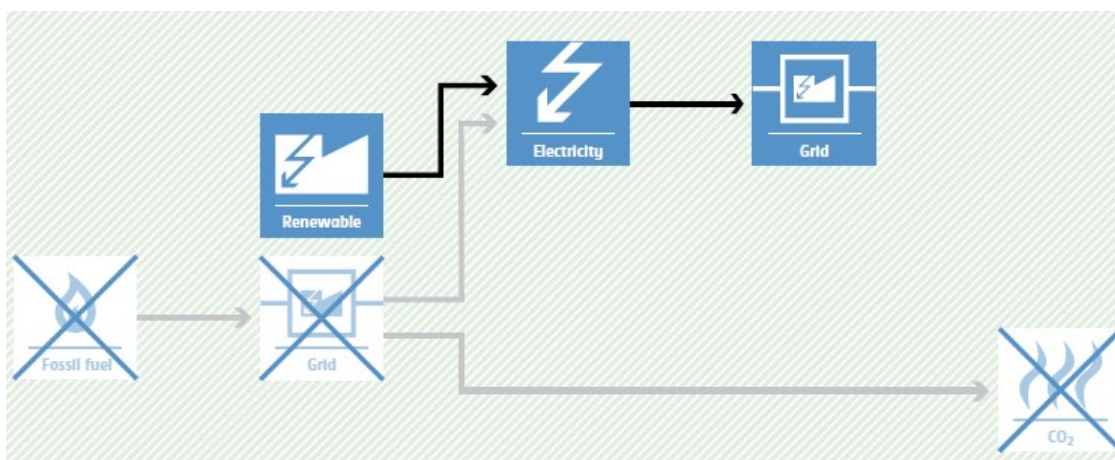 Electricity
Grid
Renewable
Fossil fuel
Grid
CO₂